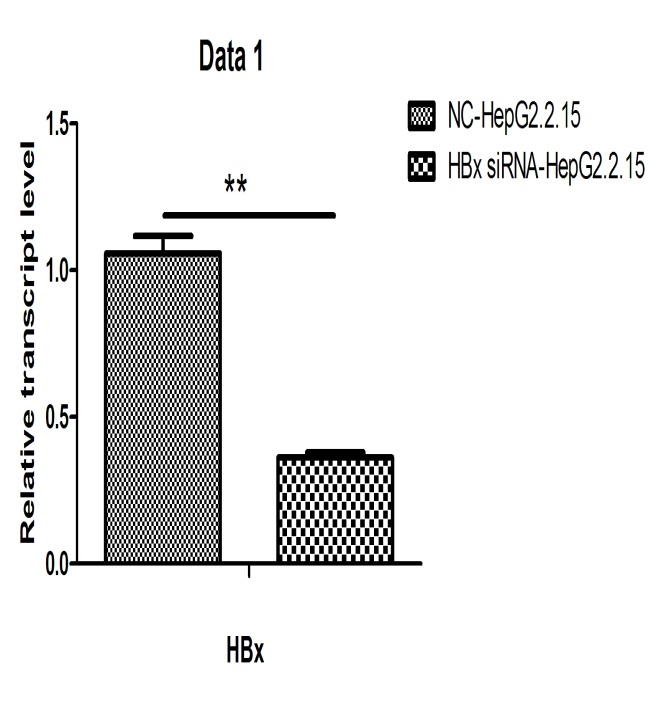 Data 1
NC-HepG2.2.15
HBx siRNA-HepG2.2.15
**
Relative transcript level
1.5
1.0
0.5
0.0
HBx